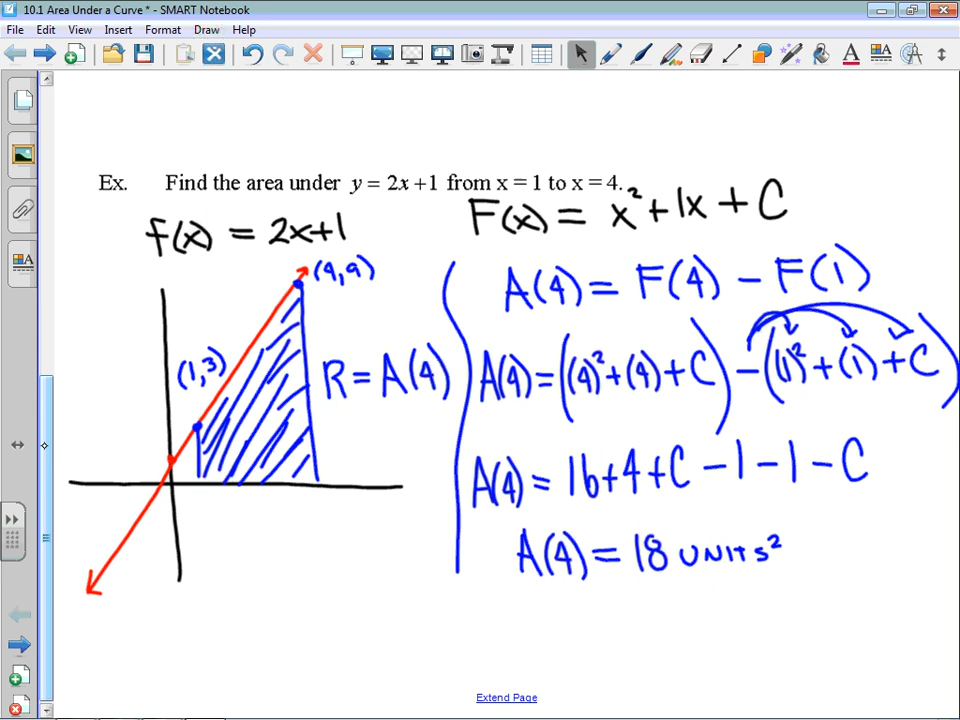 10.1 Area Under a Curve * - SMART Notebook
File Edit View Insert Format Draw Help
Ex. Find the area under y = 2x +1 from x = 1 to x = 4.
f(x) = 2x+1
F(x) = x² + 1x + C
(4,9)
(1,3)
R = A(4)
A(4) = F(4) - F(1)
A(4) = ((4)² + (4) + C) - ((1)² + (1) + C)
A(4) = 16 + 4 + C - 1 - 1 - C
A(4) = 18 UNITS²
Extend Page